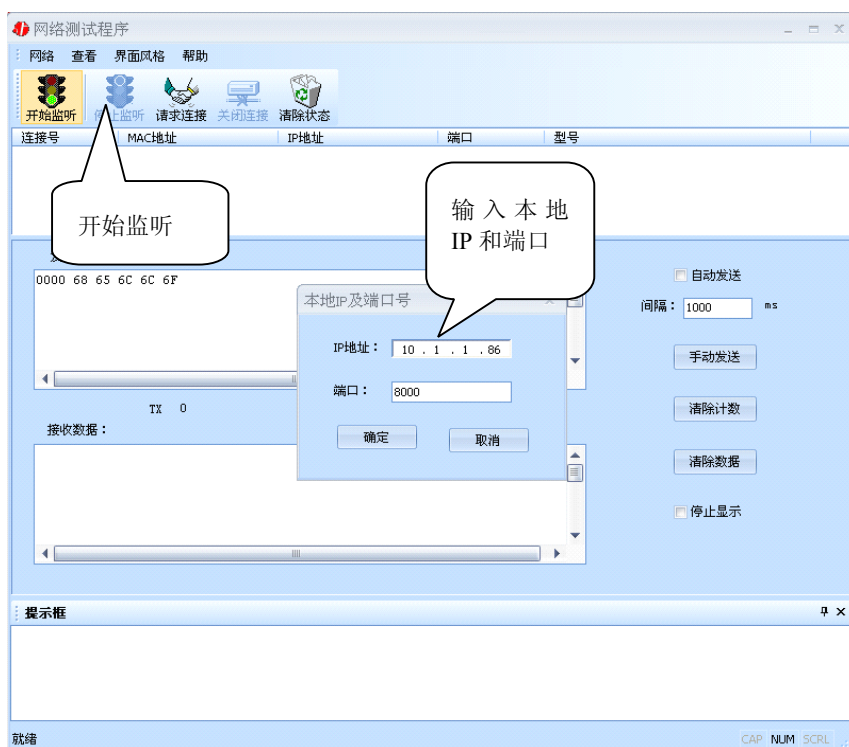 网络测试程序
网络 查看 界面风格 帮助
开始监听 止监听 请求连接 关闭连接 清除状态
连接号 MAC地址 IP地址 端口 型号
开始监听
输入本地
IP 和端口
0000 68 65 6C 6C 6F
自动发送
间隔： 1000 ms
手动发送
本地IP及端口号
IP地址： 10 . 1 . 1 . 86
端口： 8000
确定 取消
TX 0
清除计数
接收数据：
清除数据
停止显示
提示框
就绪
CAP NUM SCRL